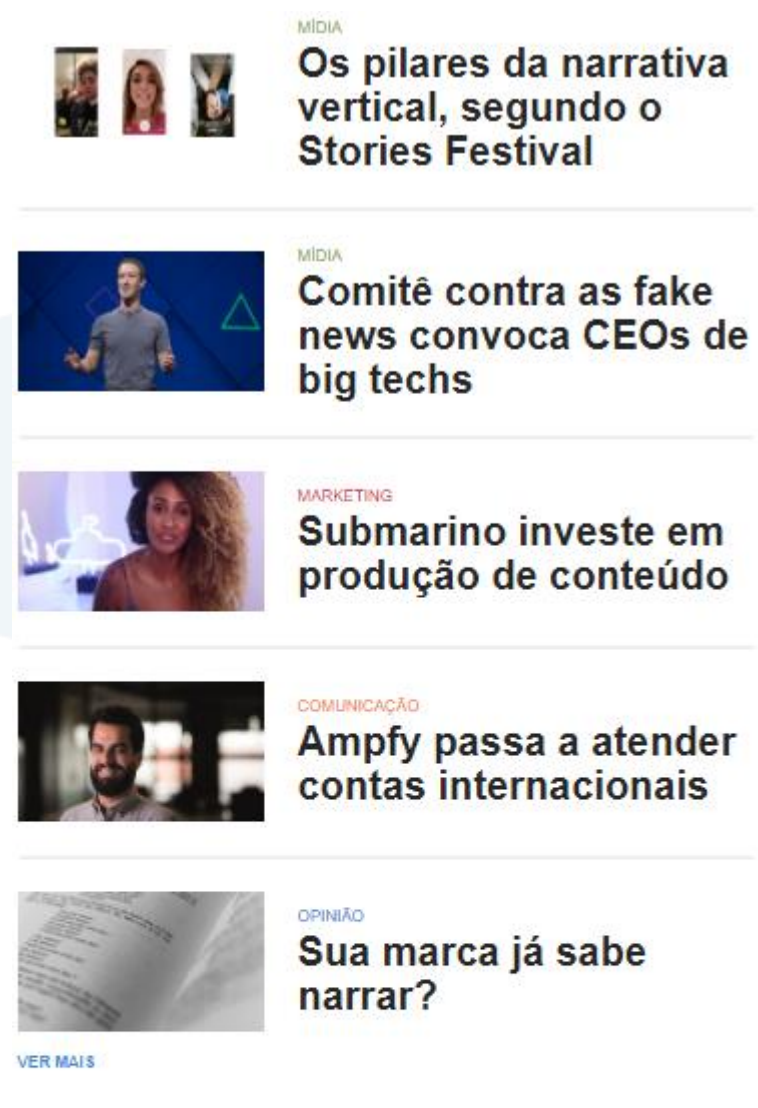 MÍDIA
Os pilares da narrativa
vertical, segundo o
Stories Festival
MÍDIA
Comitê contra as fake
news convoca CEOs de
big techs
MARKETING
Submarino investe em
produção de conteúdo
COMUNICAÇÃO
Ampfy passa a atender
contas internacionais
OPINIÃO
Sua marca já sabe
narrar?
VER MAIS